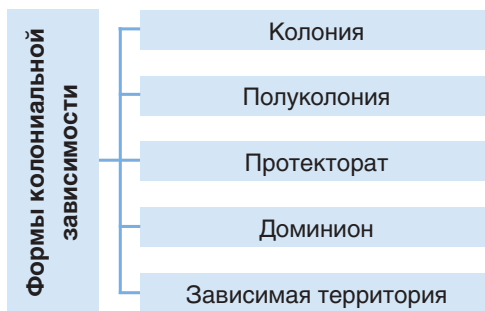 Формы колониальной
зависимости
Колония
Полуколония
Протекторат
Доминион
Зависимая территория